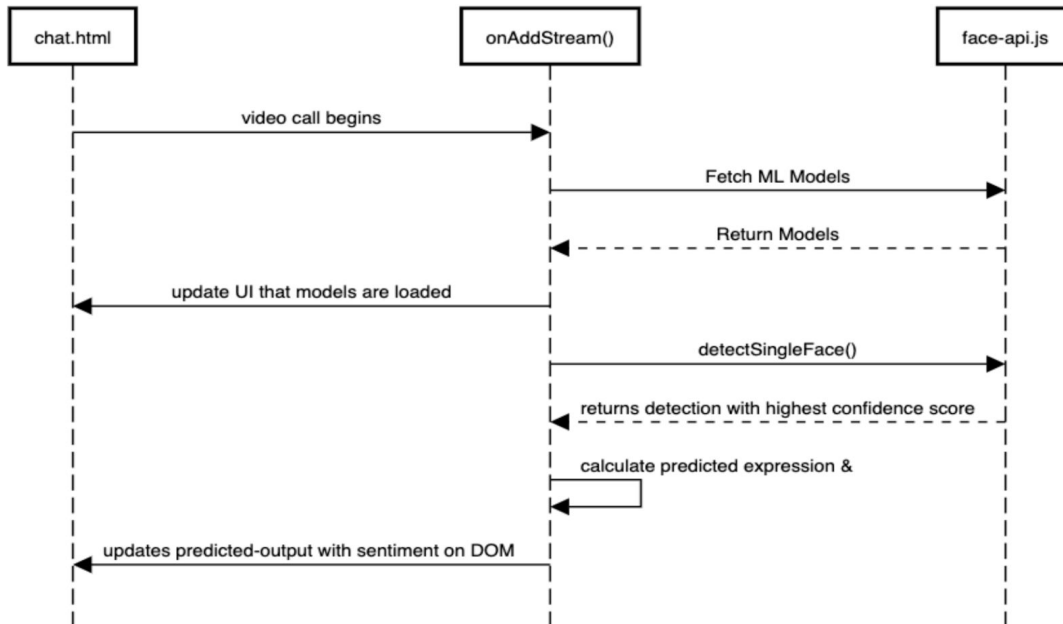 chat.html
onAddStream()
face-api.js
video call begins
Fetch ML Models
Return Models
update UI that models are loaded
detectSingleFace()
returns detection with highest confidence score
calculate predicted expression &
updates predicted-output with sentiment on DOM